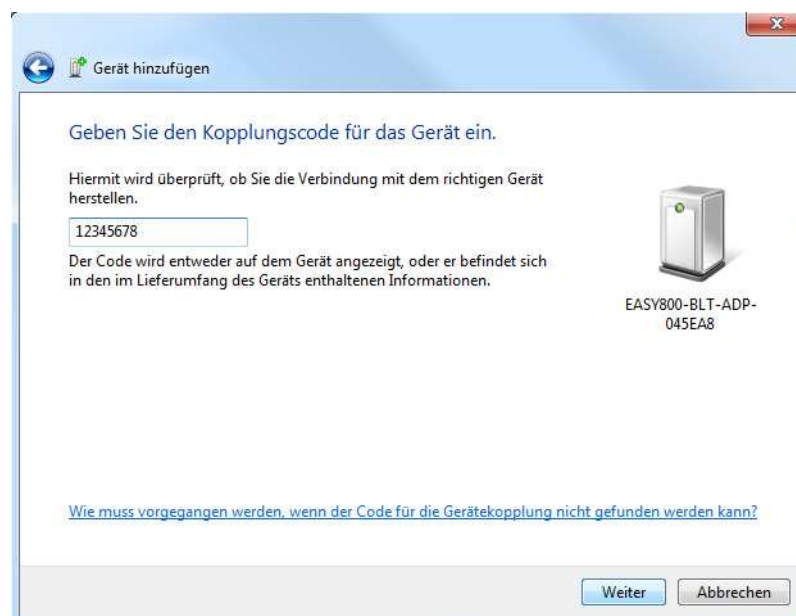 Gerät hinzufügen
Geben Sie den Kopplungscode für das Gerät ein.
Hiermit wird überprüft, ob Sie die Verbindung mit dem richtigen Gerät
herstellen.
12345678
Der Code wird entweder auf dem Gerät angezeigt, oder er befindet sich
in den im Lieferumfang des Geräts enthaltenen Informationen.
EASY800-BLT-ADP-
045EA8
Wie muss vorgegangen werden, wenn der Code für die Gerätekopplung nicht gefunden werden kann?
Weiter
Abbrechen